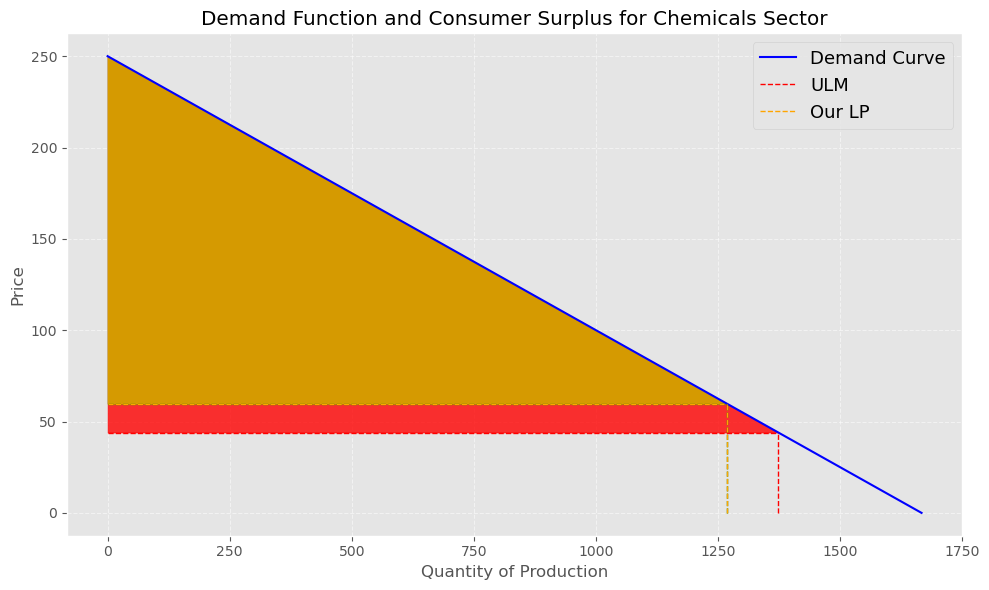 Demand Function and Consumer Surplus for Chemicals Sector
Demand Curve
ULM
Our LP
Price
250
200
150
100
50
0
0 250 500 750 1000 1250 1500 1750
Quantity of Production